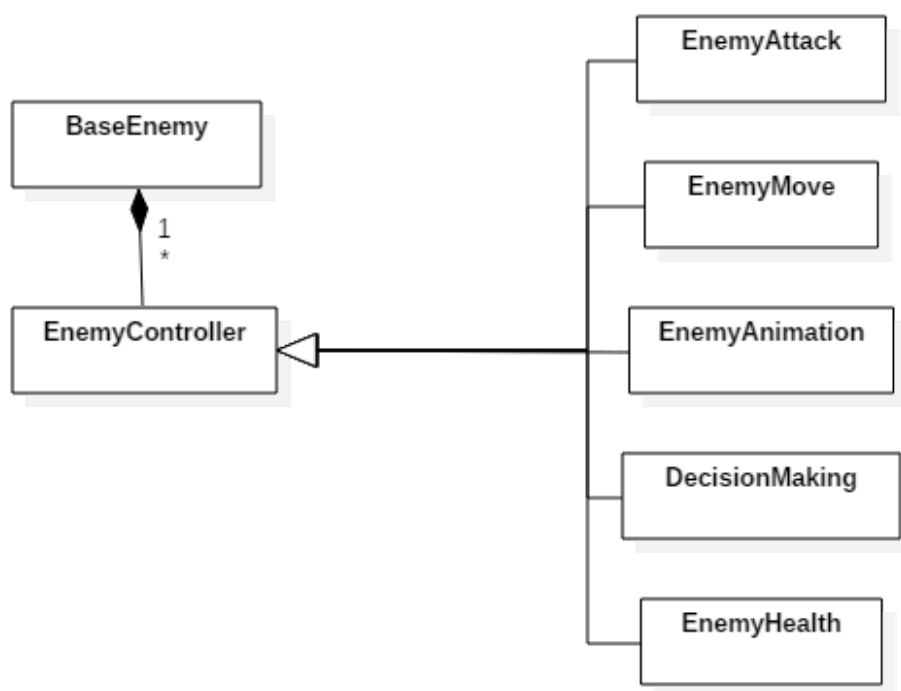 EnemyAttack
BaseEnemy
EnemyMove
1
*
EnemyController
EnemyAnimation
DecisionMaking
EnemyHealth